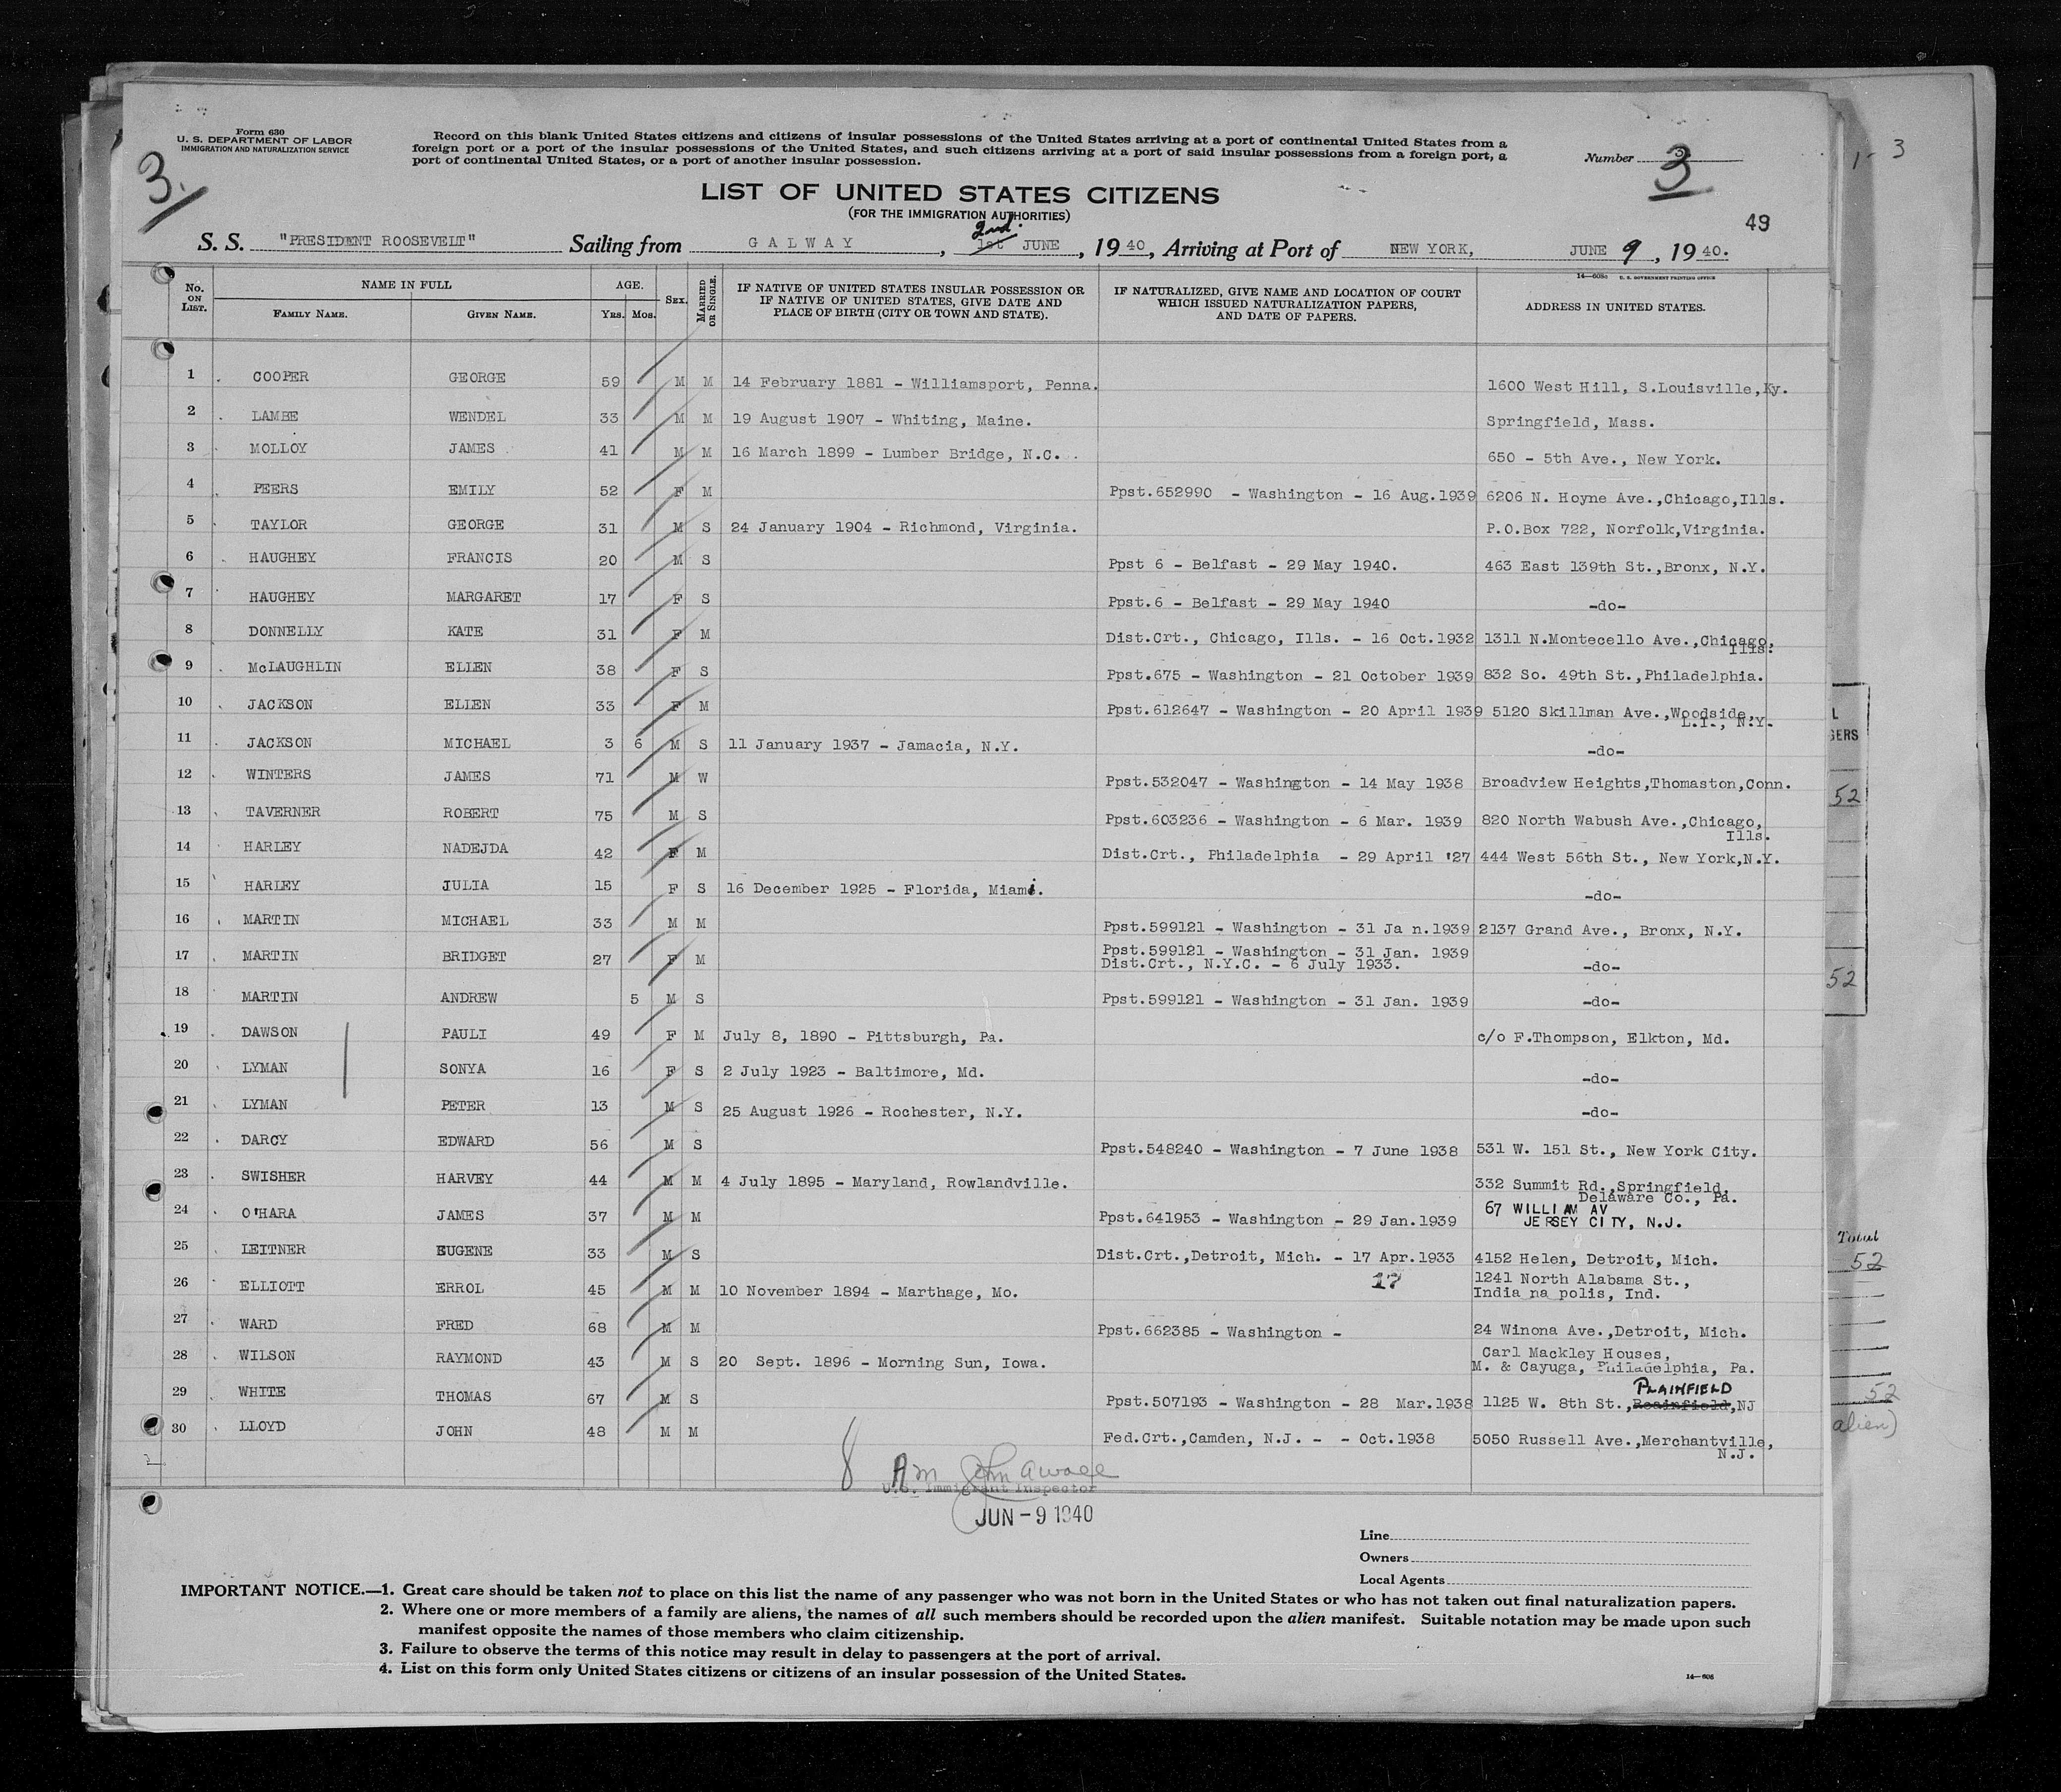 Form 630
U. S. DEPARTMENT OF LABOR
IMMIGRATION AND NATURALIZATION SERVICE
3.
Record on this blank United States citizens and citizens of insular possessions of the United States arriving at a port of continental United States from a
foreign port or a port of the insular possessions of the United States, and such citizens arriving at a port of said insular possessions from a foreign port, a
port of continental United States, or a port of another insular possession.
Number 3
1 - 3
LIST OF UNITED STATES CITIZENS
(FOR THE IMMIGRATION AUTHORITIES)
49
2nd.
S. S. "PRESIDENT ROOSEVELT" Sailing from GALWAY, 1st JUNE, 1940, Arriving at Port of NEW YORK, JUNE 9, 1940.
14—608a U. S. GOVERNMENT PRINTING OFFICE
No. ON LIST. NAME IN FULL FAMILY NAME. GIVEN NAME. AGE. Yrs. Mos. SEX. MARRIED OR SINGLE. IF NATIVE OF UNITED STATES INSULAR POSSESSION OR IF NATIVE OF UNITED STATES, GIVE DATE AND PLACE OF BIRTH (CITY OR TOWN AND STATE). IF NATURALIZED, GIVE NAME AND LOCATION OF COURT WHICH ISSUED NATURALIZATION PAPERS, AND DATE OF PAPERS. ADDRESS IN UNITED STATES.
1 COOPER GEORGE 59 M M 14 February 1881 - Williamsport, Penna. 1600 West Hill, S.Louisville,Ky.
2 LAMBE WENDEL 33 M M 19 August 1907 - Whiting, Maine. Springfield, Mass.
3 MOLLOY JAMES 41 M M 16 March 1899 - Lumber Bridge, N.C. 650 - 5th Ave., New York.
4 PEERS EMILY 52 F M Ppst.652990 - Washington - 16 Aug.1939 6206 N. Hoyne Ave.,Chicago,Ills.
5 TAYLOR GEORGE 31 M S 24 January 1904 - Richmond, Virginia. P.O.Box 722, Norfolk,Virginia.
6 HAUGHEY FRANCIS 20 M S Ppst 6 - Belfast - 29 May 1940. 463 East 139th St.,Bronx, N.Y.
7 HAUGHEY MARGARET 17 F S Ppst.6 - Belfast - 29 May 1940 -do-
8 DONNELLY KATE 31 F M Dist.Crt., Chicago, Ills. - 16 Oct.1932 1311 N.Montecello Ave.,Chicago,
Ills.
9 McLAUGHLIN ELLEN 38 F S Ppst.675 - Washington - 21 October 1939 832 So. 49th St.,Philadelphia.
10 JACKSON ELLEN 33 F M Ppst.612647 - Washington - 20 April 1939 5120 Skillman Ave.,Woodside,
L.I., N.Y.
11 JACKSON MICHAEL 3 6 M S 11 January 1937 - Jamacia, N.Y. -do-
12 WINTERS JAMES 71 M W Ppst.532047 - Washington - 14 May 1938 Broadview Heights,Thomaston,Conn.
13 TAVERNER ROBERT 75 M S Ppst.603236 - Washington - 6 Mar. 1939 820 North Wabush Ave.,Chicago,
Ills.
14 HARLEY NADEJDA 42 F M Dist.Crt., Philadelphia - 29 April '27 444 West 56th St., New York,N.Y.
15 HARLEY JULIA 15 F S 16 December 1925 - Florida, Miami. -do-
16 MARTIN MICHAEL 33 M M Ppst.599121 - Washington - 31 Ja n.1939 2137 Grand Ave., Bronx, N.Y.
17 MARTIN BRIDGET 27 F M Ppst.599121 - Washington - 31 Jan. 1939
Dist.Crt., N.Y.C. - 6 July 1933. -do-
18 MARTIN ANDREW 5 M S Ppst.599121 - Washington - 31 Jan. 1939 -do-
19 DAWSON PAULI 49 F M July 8, 1890 - Pittsburgh, Pa. c/o F.Thompson, Elkton, Md.
20 LYMAN SONYA 16 F S 2 July 1923 - Baltimore, Md. -do-
21 LYMAN PETER 13 M S 25 August 1926 - Rochester, N.Y. -do-
22 DARCY EDWARD 56 M S Ppst.548240 - Washington - 7 June 1938 531 W. 151 St., New York City.
23 SWISHER HARVEY 44 M M 4 July 1895 - Maryland, Rowlandville. 332 Summit Rd.,Springfield,
Delaware Co., Pa.
24 O'HARA JAMES 37 M M Ppst.641953 - Washington - 29 Jan.1939 67 WILLIAM AV
JERSEY CITY, N.J.
25 LEITNER EUGENE 33 M S Dist.Crt.,Detroit, Mich. - 17 Apr.1933 4152 Helen, Detroit, Mich.
17
26 ELLIOTT ERROL 45 M M 10 November 1894 - Marthage, Mo. 1241 North Alabama St.,
India na polis, Ind.
27 WARD FRED 68 M M Ppst.662385 - Washington - 24 Winona Ave.,Detroit, Mich.
28 WILSON RAYMOND 43 M S 20 Sept. 1896 - Morning Sun, Iowa. Carl Mackley Houses,
M. & Cayuga, Philadelphia, Pa.
PLAINFIELD
29 WHITE THOMAS 67 M S Ppst.507193 - Washington - 28 Mar.1938 1125 W. 8th St., ,NJ
30 LLOYD JOHN 48 M M Fed.Crt.,Camden, N.J. - - Oct.1938 5050 Russell Ave.,Merchantville,
N.J.
8 Am John
U.S. Immigrant Inspector
JUN - 9 1940
Line
Owners
Local Agents
IMPORTANT NOTICE.—1. Great care should be taken not to place on this list the name of any passenger who was not born in the United States or who has not taken out final naturalization papers.
2. Where one or more members of a family are aliens, the names of all such members should be recorded upon the alien manifest. Suitable notation may be made upon such
manifest opposite the names of those members who claim citizenship.
3. Failure to observe the terms of this notice may result in delay to passengers at the port of arrival.
4. List on this form only United States citizens or citizens of an insular possession of the United States.
14—608
L
GERS
52
52
Total
52
52
alien)